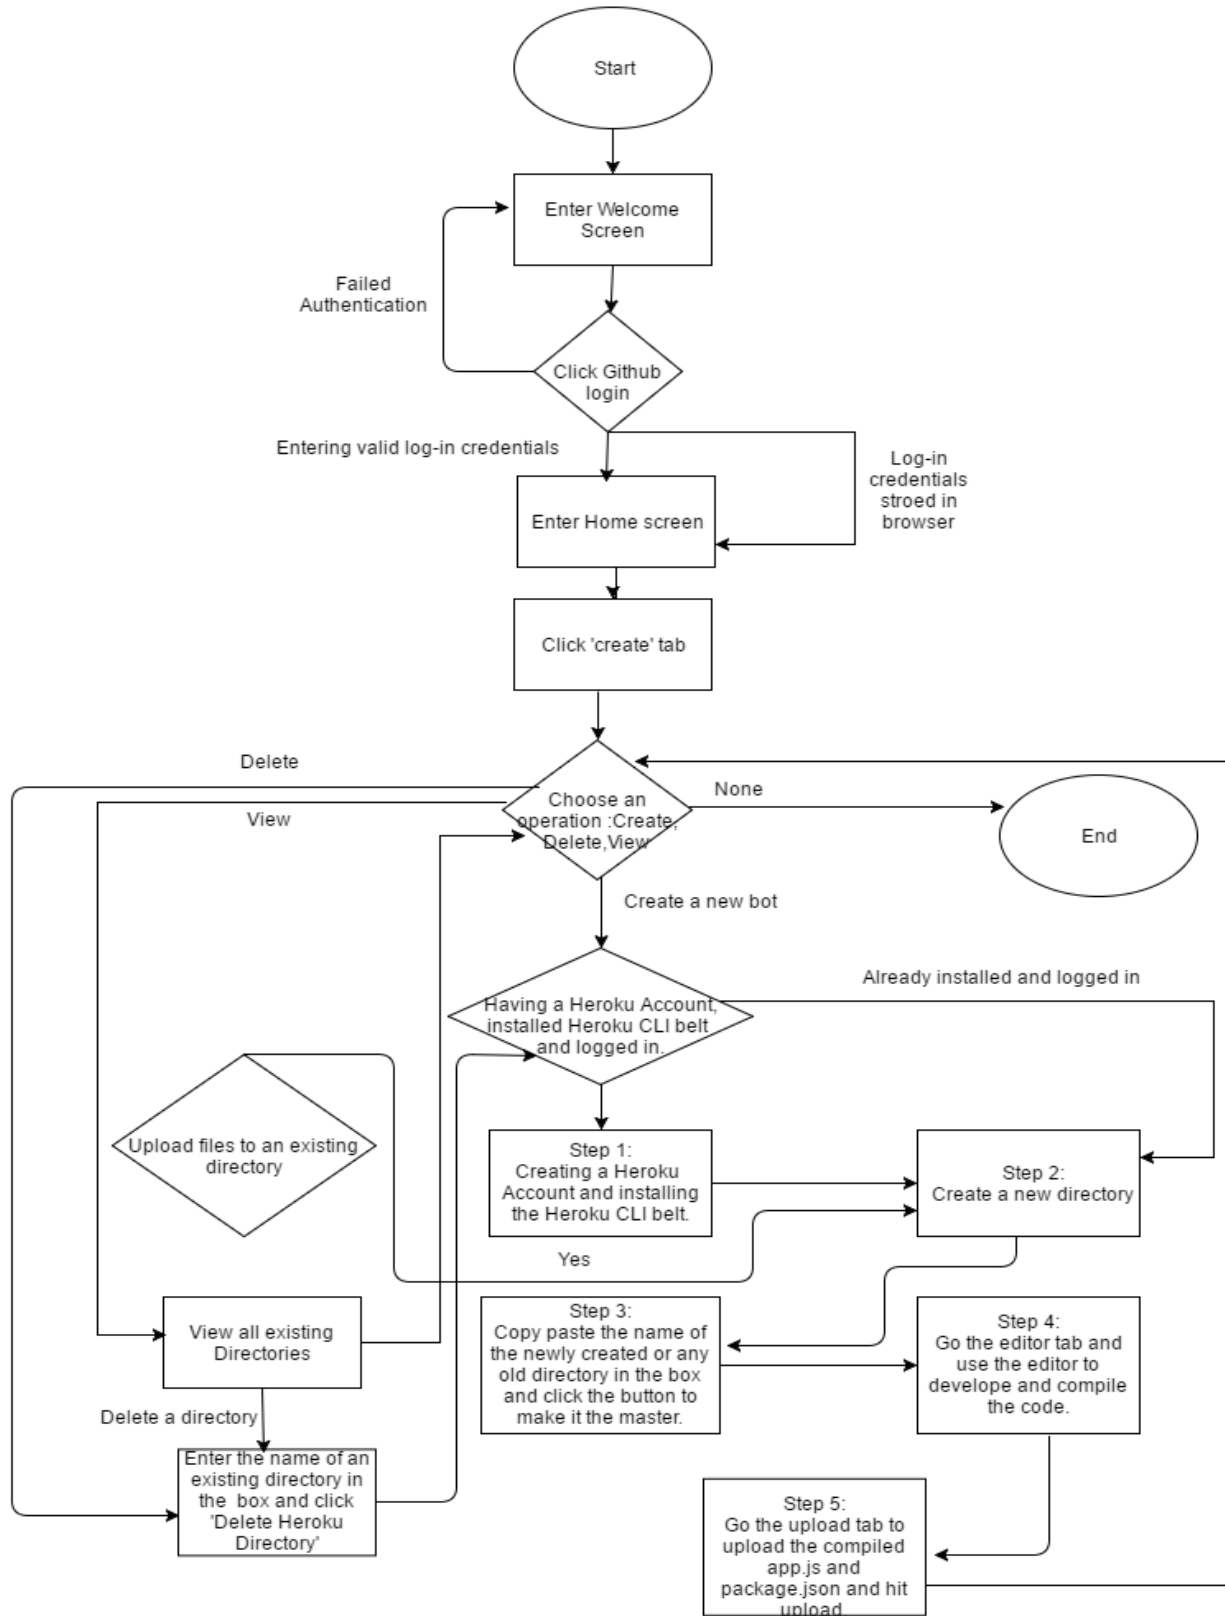 Start
Enter Welcome
Screen
Failed
Authentication
Click Github
login
Entering valid log-in credentials
Log-in
credentials
stroed in
browser
Enter Home screen
Click 'create' tab
Delete
View
None
Choose an
operation :Create,
Delete,View
End
Create a new bot
Already installed and logged in
Having a Heroku Account,
installed Heroku CLI belt
and logged in.
Upload files to an existing
directory
Step 1:
Creating a Heroku
Account and installing
the Heroku CLI belt.
Step 2:
Create a new directory
Yes
View all existing
Directories
Step 3:
Copy paste the name of
the newly created or any
old directory in the box
and click the button to
make it the master.
Step 4:
Go the editor tab and
use the editor to
develope and compile
the code.
Delete a directory
Enter the name of an
existing directory in
the box and click
'Delete Heroku
Directory'
Step 5:
Go the upload tab to
upload the compiled
app.js and
package.json and hit
upload.